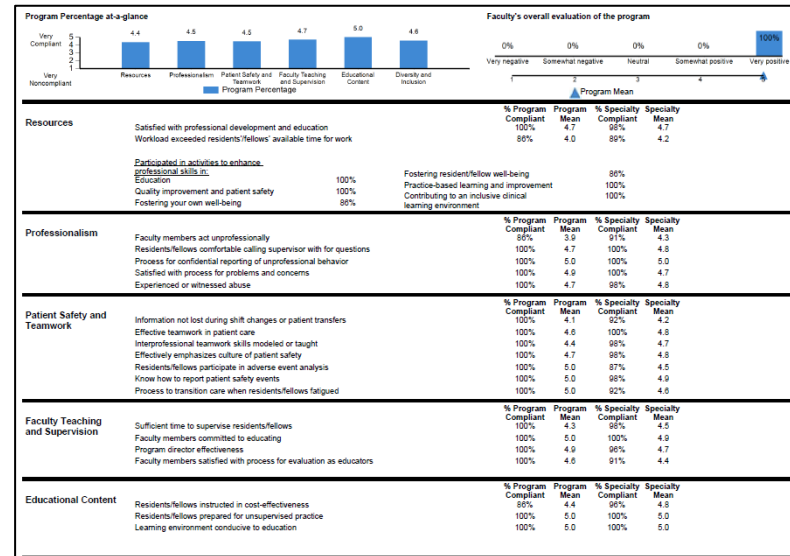 Program Percentage at-a-glance
Faculty's overall evaluation of the program
Very Compliant
Very Noncompliant
5
4
3
2
1
4.4 4.5 4.5 4.7 5.0 4.6
Resources Professionalism Patient Safety and Teamwork Faculty Teaching and Supervision Educational Content Diversity and Inclusion
Program Percentage
0% 0% 0% 0% 100%
Very negative Somewhat negative Neutral Somewhat positive Very positive
1 2 3 4
Program Mean
Resources
% Program Compliant Program Mean % Specialty Compliant Specialty Mean
Satisfied with professional development and education 100% 4.7 98% 4.7
Workload exceeded residents'/fellows' available time for work 86% 4.0 89% 4.2
Participated in activities to enhance
professional skills in:
Education 100%
Quality improvement and patient safety 100%
Fostering your own well-being 86%
Fostering resident/fellow well-being 86%
Practice-based learning and improvement 100%
Contributing to an inclusive clinical learning environment 100%
Professionalism
% Program Compliant Program Mean % Specialty Compliant Specialty Mean
Faculty members act unprofessionally 86% 3.9 91% 4.3
Residents/fellows comfortable calling supervisor with for questions 100% 4.7 100% 4.8
Process for confidential reporting of unprofessional behavior 100% 5.0 100% 5.0
Satisfied with process for problems and concerns 100% 4.9 100% 4.7
Experienced or witnessed abuse 100% 4.7 98% 4.8
Patient Safety and Teamwork
% Program Compliant Program Mean % Specialty Compliant Specialty Mean
Information not lost during shift changes or patient transfers 100% 4.1 92% 4.2
Effective teamwork in patient care 100% 4.6 100% 4.8
Interprofessional teamwork skills modeled or taught 100% 4.4 98% 4.7
Effectively emphasizes culture of patient safety 100% 4.7 98% 4.8
Residents/fellows participate in adverse event analysis 100% 5.0 87% 4.5
Know how to report patient safety events 100% 5.0 98% 4.9
Process to transition care when residents/fellows fatigued 100% 5.0 92% 4.6
Faculty Teaching and Supervision
% Program Compliant Program Mean % Specialty Compliant Specialty Mean
Sufficient time to supervise residents/fellows 100% 4.3 98% 4.5
Faculty members committed to educating 100% 5.0 100% 4.9
Program director effectiveness 100% 4.9 96% 4.7
Faculty members satisfied with process for evaluation as educators 100% 4.6 91% 4.4
Educational Content
% Program Compliant Program Mean % Specialty Compliant Specialty Mean
Residents/fellows instructed in cost-effectiveness 86% 4.4 96% 4.8
Residents/fellows prepared for unsupervised practice 100% 5.0 100% 5.0
Learning environment conducive to education 100% 5.0 100% 5.0